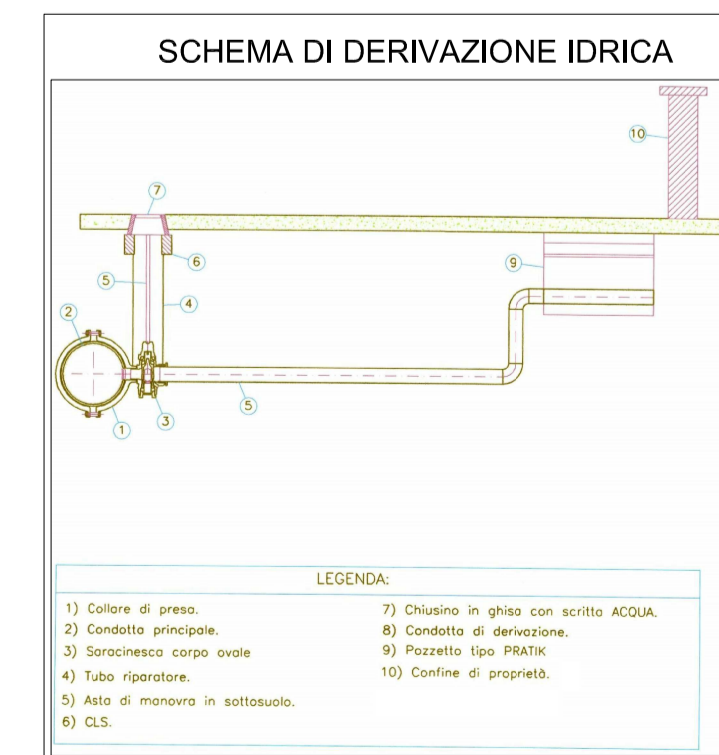 SCHEMA DI DERIVAZIONE IDRICA
10
7
6
9
5
4
2
5
3
1
LEGENDA:
1) Collare di presa.
2) Condotta principale.
3) Saracinesca corpo ovale
4) Tubo riparatore.
5) Asta di manovra in sottosuolo.
6) CLS.
7) Chiusino in ghisa con scritta ACQUA.
8) Condotta di derivazione.
9) Pozzetto tipo PRATIK
10) Confine di proprietà.